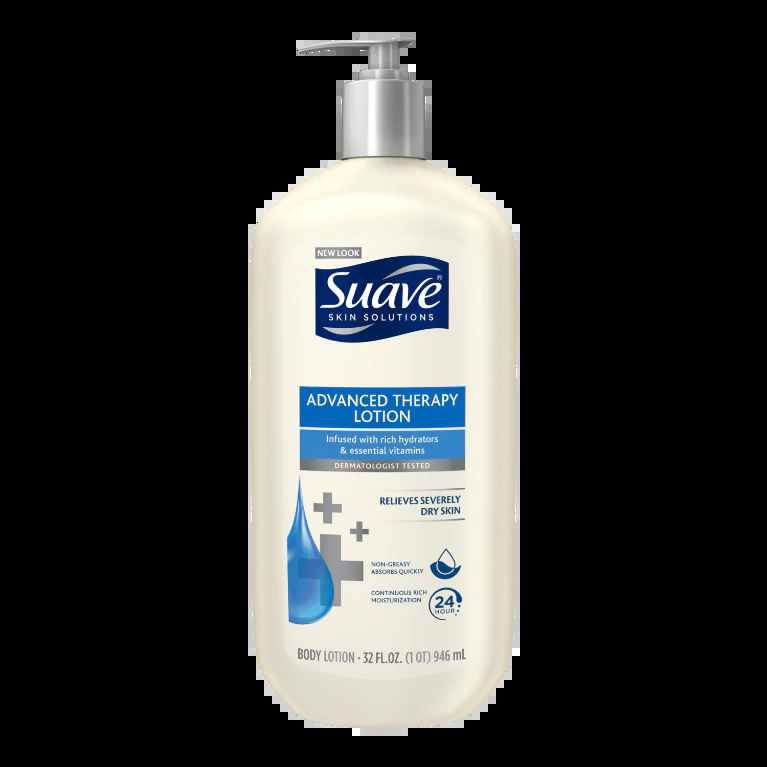 NEW LOOK
Suave®
SKIN SOLUTIONS
ADVANCED THERAPY
LOTION
Infused with rich hydrators
& essential vitamins
DERMATOLOGIST TESTED
RELIEVES SEVERELY
DRY SKIN
NON-GREASY
ABSORBS QUICKLY
CONTINUOUS RICH
MOISTURIZATION
24
HOUR
BODY LOTION • 32 FL.OZ. (1 QT) 946 mL